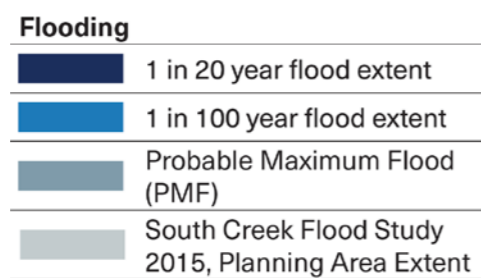 Flooding
1 in 20 year flood extent
1 in 100 year flood extent
Probable Maximum Flood
(PMF)
South Creek Flood Study
2015, Planning Area Extent